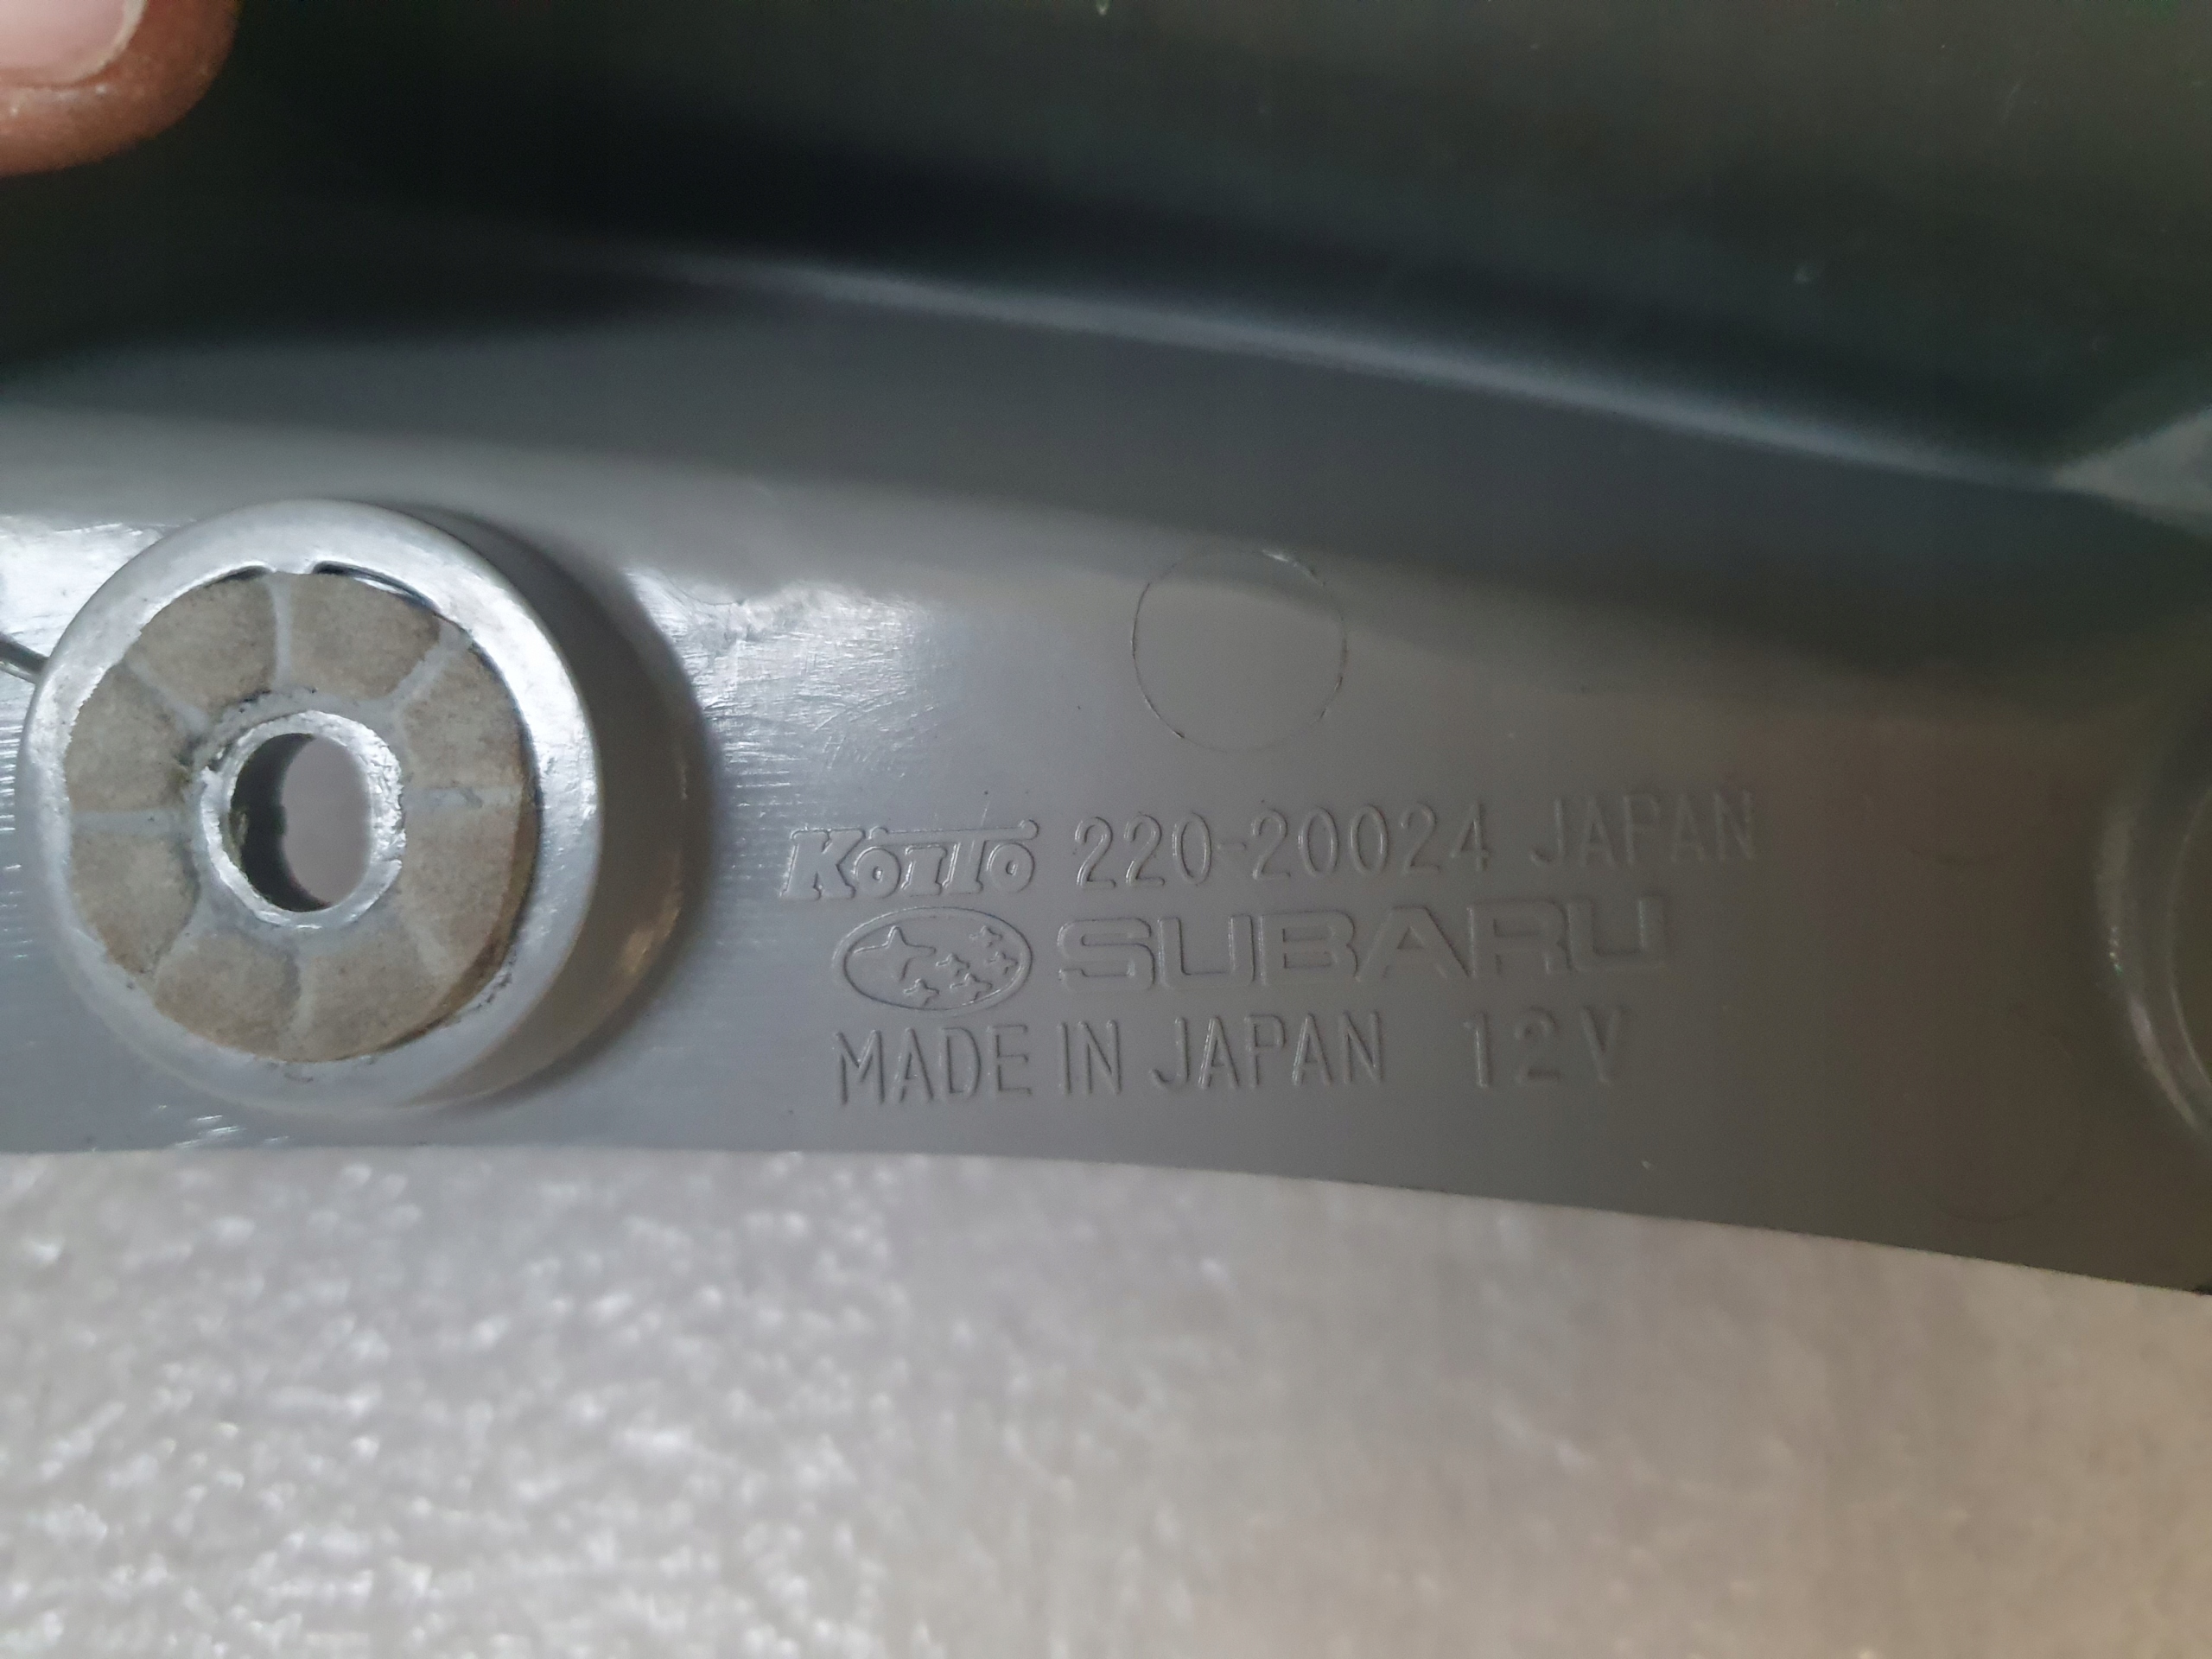 KOITO 220-20024 JAPAN
SUBARU
MADE IN JAPAN 12V